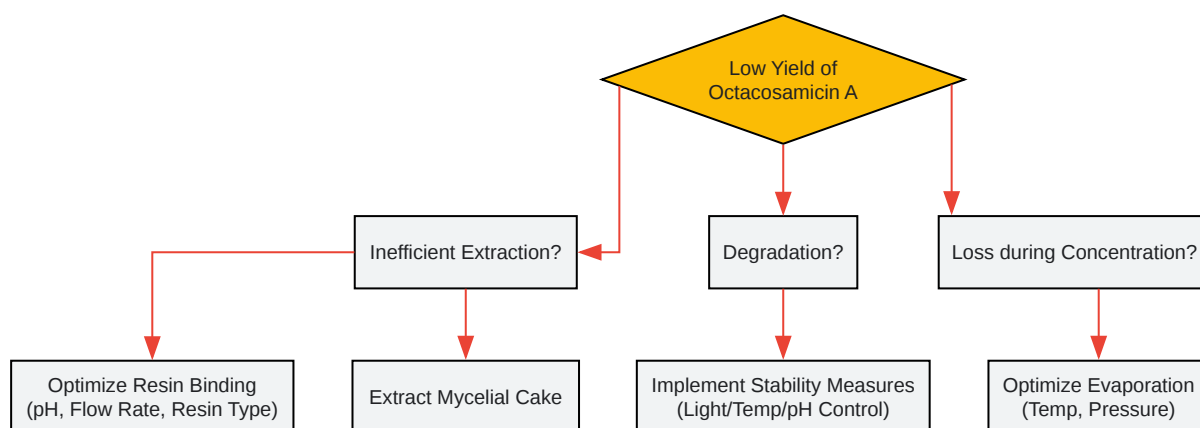 Low Yield of
Octacosamicin A
Inefficient Extraction?
Degradation?
Loss during Concentration?
Optimize Resin Binding
(pH, Flow Rate, Resin Type)
Extract Mycelial Cake
Implement Stability Measures
(Light/Temp/pH Control)
Optimize Evaporation
(Temp, Pressure)